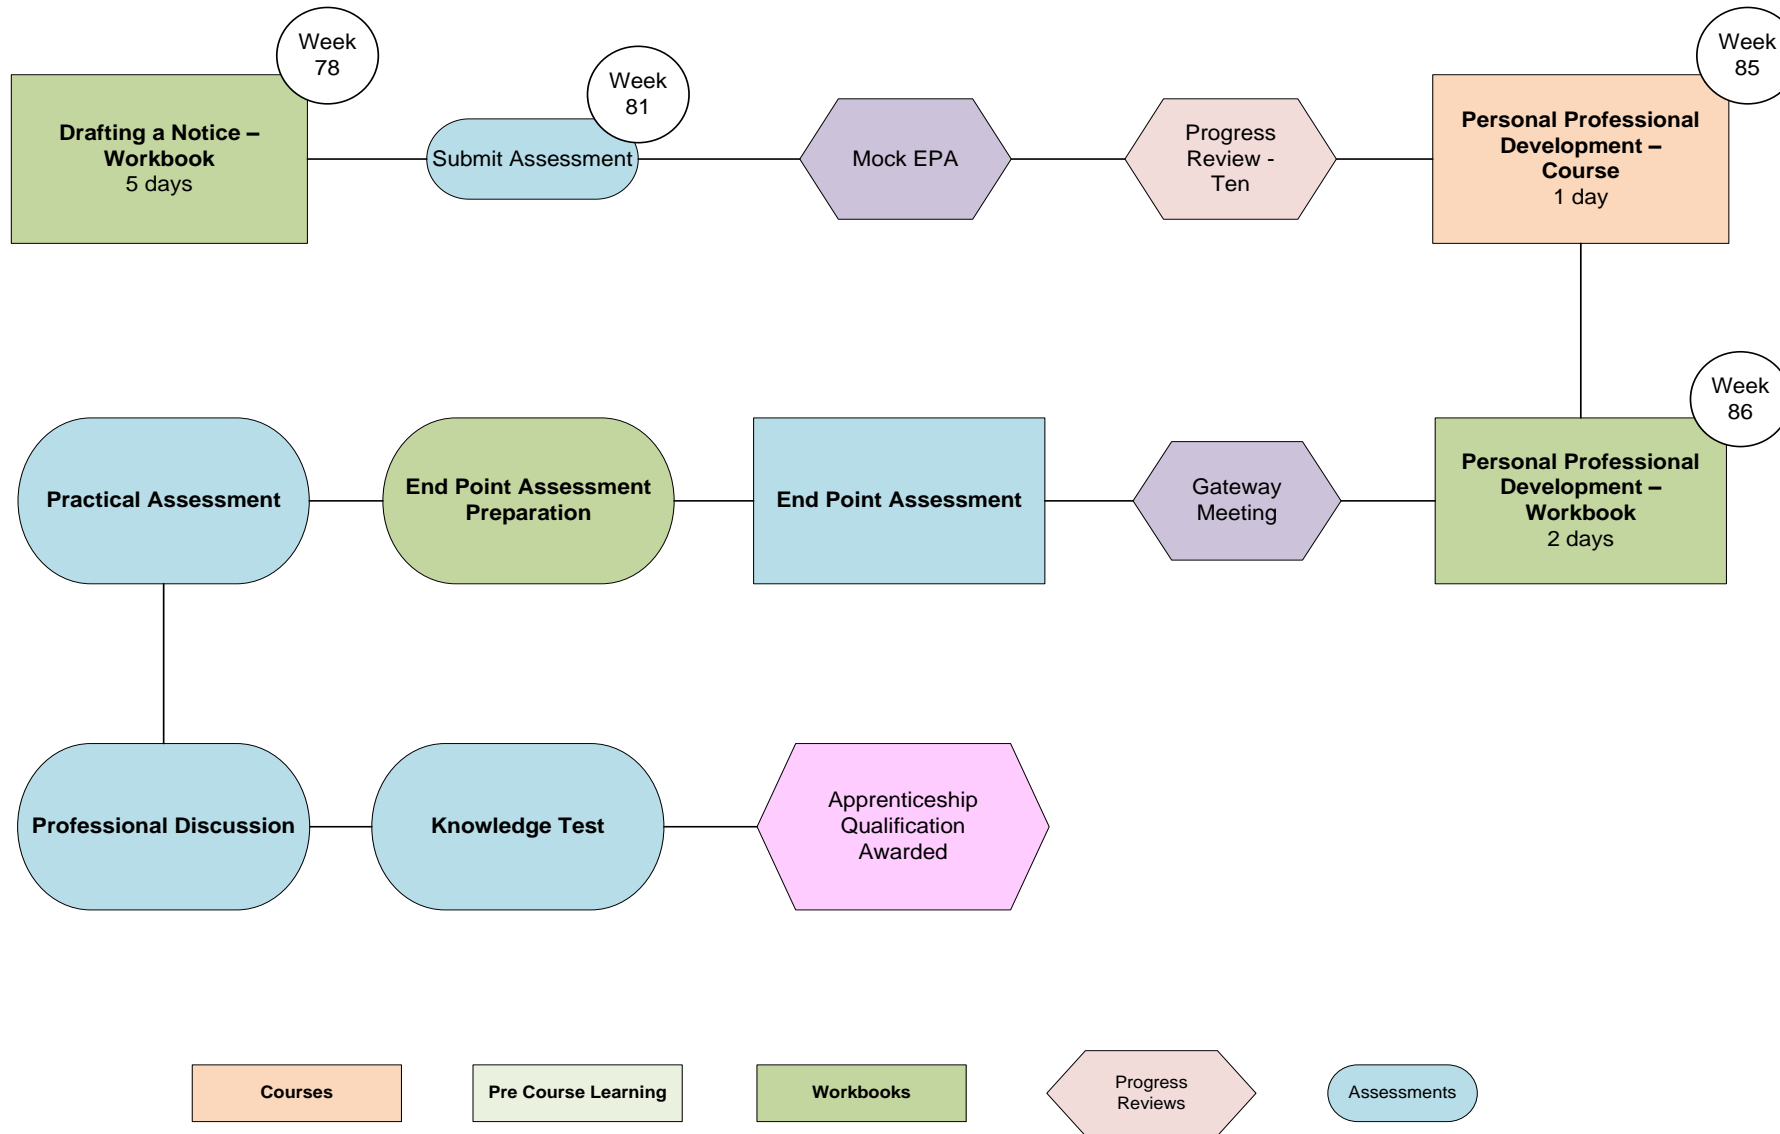 Week
78
Drafting a Notice –
Workbook
5 days
Week
81
Submit Assessment
Mock EPA
Progress
Review -
Ten
Week
85
Personal Professional
Development –
Course
1 day
Week
86
Personal Professional
Development –
Workbook
2 days
Gateway
Meeting
End Point Assessment
End Point Assessment
Preparation
Practical Assessment
Professional Discussion
Knowledge Test
Apprenticeship
Qualification
Awarded
Courses
Pre Course Learning
Workbooks
Progress
Reviews
Assessments